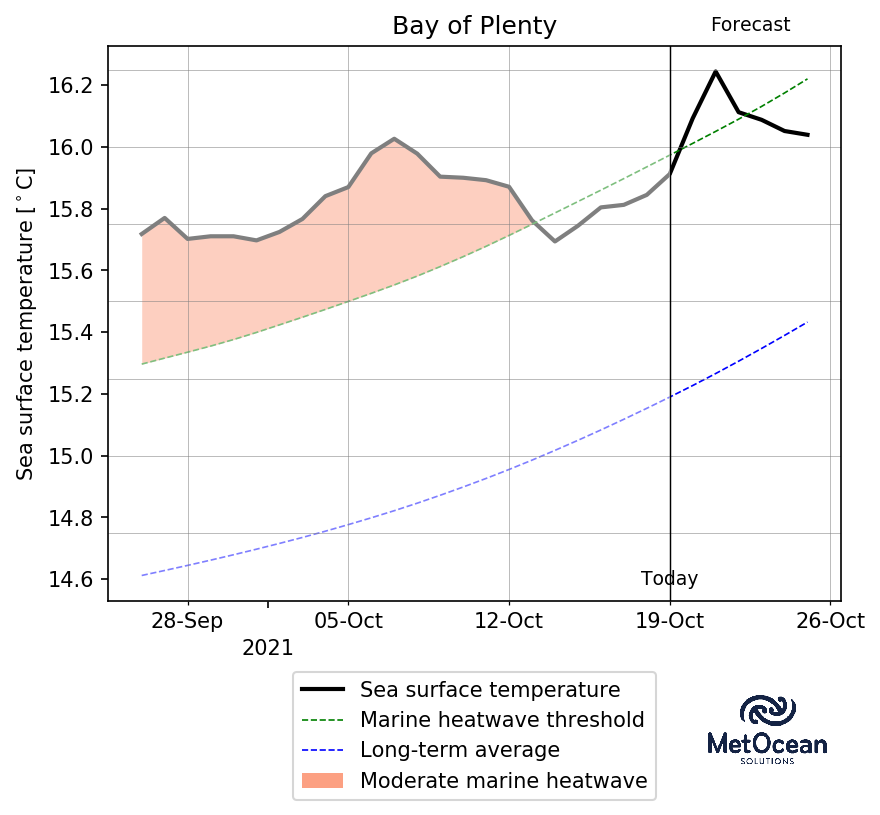 Bay of Plenty
Forecast
Sea surface temperature [°C]
16.2
16.0
15.8
15.6
15.4
15.2
15.0
14.8
14.6
Today
28-Sep
05-Oct
12-Oct
19-Oct
26-Oct
2021
Sea surface temperature
Marine heatwave threshold
Long-term average
Moderate marine heatwave
MetOcean
SOLUTIONS